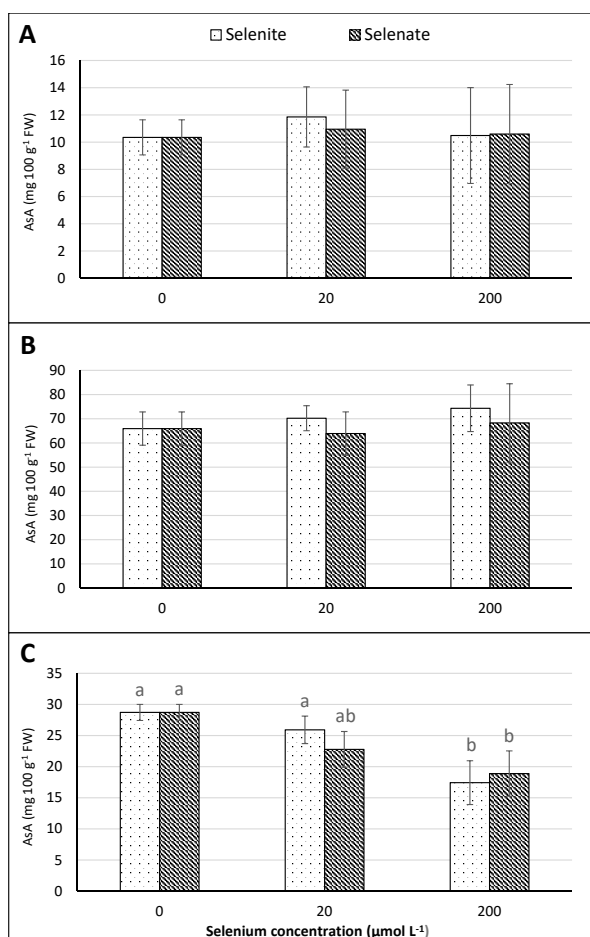 A
Selenite Selenate
16
14
12
10
8
6
4
2
0
AsA (mg 100 g⁻¹ FW)
0 20 200
B
90
80
70
60
50
40
30
20
10
0
AsA (mg 100 g⁻¹ FW)
0 20 200
C
35
30
25
20
15
10
5
0
AsA (mg 100 g⁻¹ FW)
a a a ab b b
0 20 200
Selenium concentration (µmol L⁻¹)